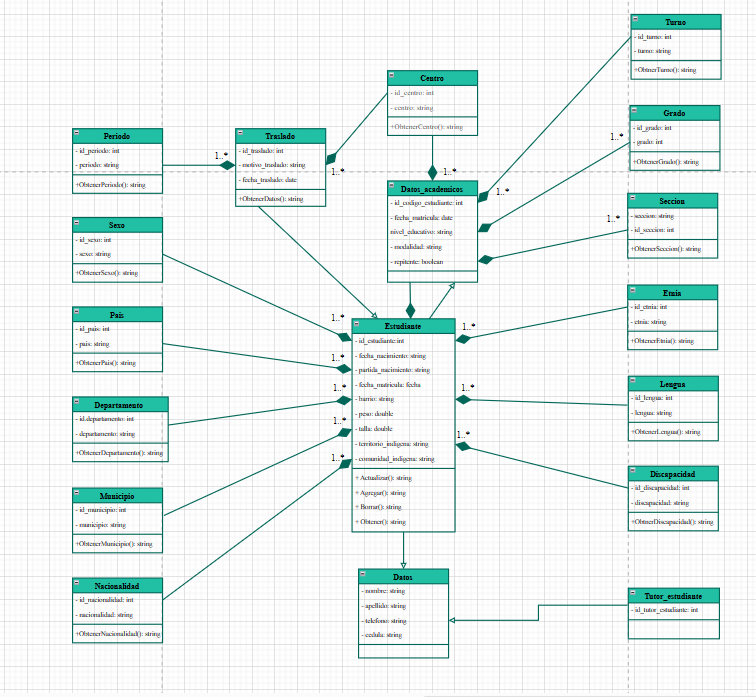 Turno
- id_turno: int
- turno: string
+ObtnerTurno(): string
Centro
- id_centro: int
- centro: string
+ObtenerCentro(): string
Grado
- id_grado: int
- grado: int
+ObtenerGrado(): string
1..*
Periodo
- id_periodo: int
- periodo: string
+ObtenerPeriodo(): string
1..*
Traslado
- id_traslado: int
- motivo_traslado: string
- fecha_traslado: date
+ObtenerDatos(): string
1..*
1..*
Datos_academicos
- id_codigo_estudiante: int
- fecha_matricula: date
nivel_educativo: string
- modalidad: string
- repitente: boolean
1..*
1..*
Seccion
- seccion: string
- id_seccion: int
+ObtenerSeccion(): string
Sexo
- id_sexo: int
- sexo: string
+ObtenerSexo(): string
1..*
Etnia
- id_etnia: int
- etnia: string
+ObtenerEtnia(): string
1..*
Pais
- id_pais: int
- pais: string
+ObtenerPais(): string
1..*
Estudiante
- id_estudiante:int
- fecha_nacimiento: string
- partida_nacimiento: string
- fecha_matricula: fecha
- barrio: string
- peso: double
- talla: double
- territorio_indigena: string
- comunidad_indigena: string
+ Actualizar(): string
+ Agregar(): string
+ Borrar(): string
+ Obtener(): string
Lengua
- id_lengua: int
- lengua: string
+ObtenerLengua(): string
1..*
Departamento
- id.departamento: int
- departamento: string
+ObtenerDepartamento(): string
1..*
1..*
1..*
1..*
Discapacidad
- id_discapacidad: int
- discapacidad: string
+ObtnerDiscapacidad(): string
Municipio
- id_municipio: int
- municipio: string
+ObtenerMunicipio(): string
Nacionalidad
- id_nacionalidad: int
- nacionalidad: string
+ObtenerNacionalidad(): string
Datos
- nombre: string
- apellido: string
- telefono: string
- cedula: string
Tutor_estudiante
- id_tutor_estudiante: int